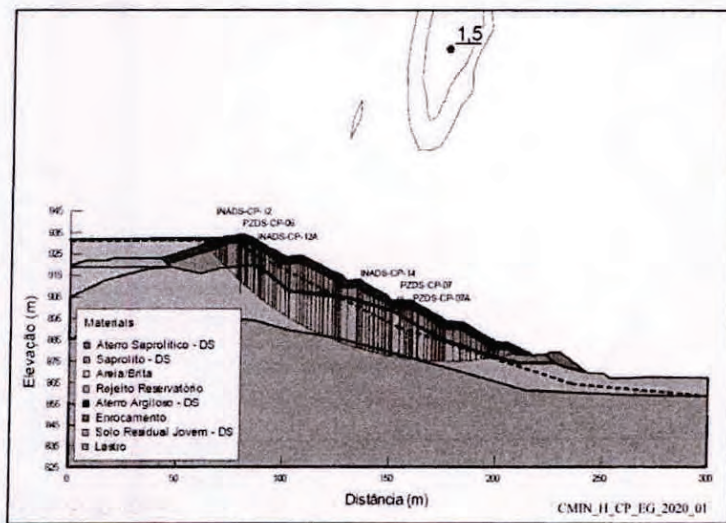 1,5
INADS-CP-12
PZDS-CP-06
INADS-CP-12A
INADS-CP-14
PZDS-CP-07
PZDS-CP-07A
Elevação (m)
945
935
925
915
905
895
885
875
865
855
845
835
825
Materiais
Aterro Saprolítico - DS
Saprolito - DS
Areia/Brita
Rejeito Reservatório
Aterro Argiloso - DS
Enrocamento
Solo Residual Jovem - DS
Lastro
0 50 100 150 200 250 300
Distância (m)
CMIN_H_CP_EG_2020_01